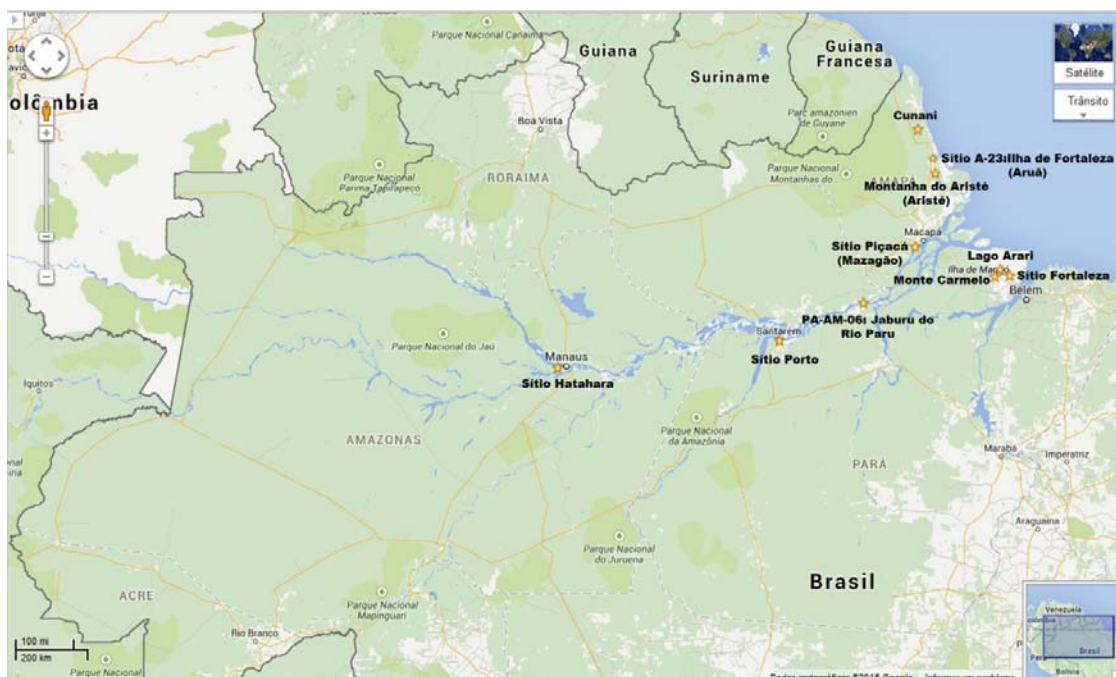 Parque Nacional Canaima
Guiana
Guiana
Francesa
Suriname
Satélite
Trânsito
olômbia
Boa Vista
Parc amazonien
de Guyane
Cunani
Parque Nacional
Parima Tapirapecó
RORAIMA
Parque Nacional
Montanhas do...
AMAPÁ
Sítio A-23:Ilha de Fortaleza
(Aruã)
Montanha do Aristé
(Aristé)
Macapá
Sítio Piçacá
(Mazagão)
Lago Arari
Ilha de
Monte Carmelo
Sítio Fortaleza
Belém
PA-AM-06: Jaburu do
Rio Paru
Santarém
Sítio Porto
Parque Nacional do Jaú
Manaus
Sítio Hatahara
Iquitos
AMAZONAS
Parque Nacional
da Amazônia
PARÁ
Marabá
Imperatriz
Araguaína
Parque Nacional
do Juruena
Brasil
ACRE
Parque Nacional
Mapinguari
Rio Branco
100 mi
200 km
Parque Nacional
Venezuela
olômbia
Brasil
Bolívia